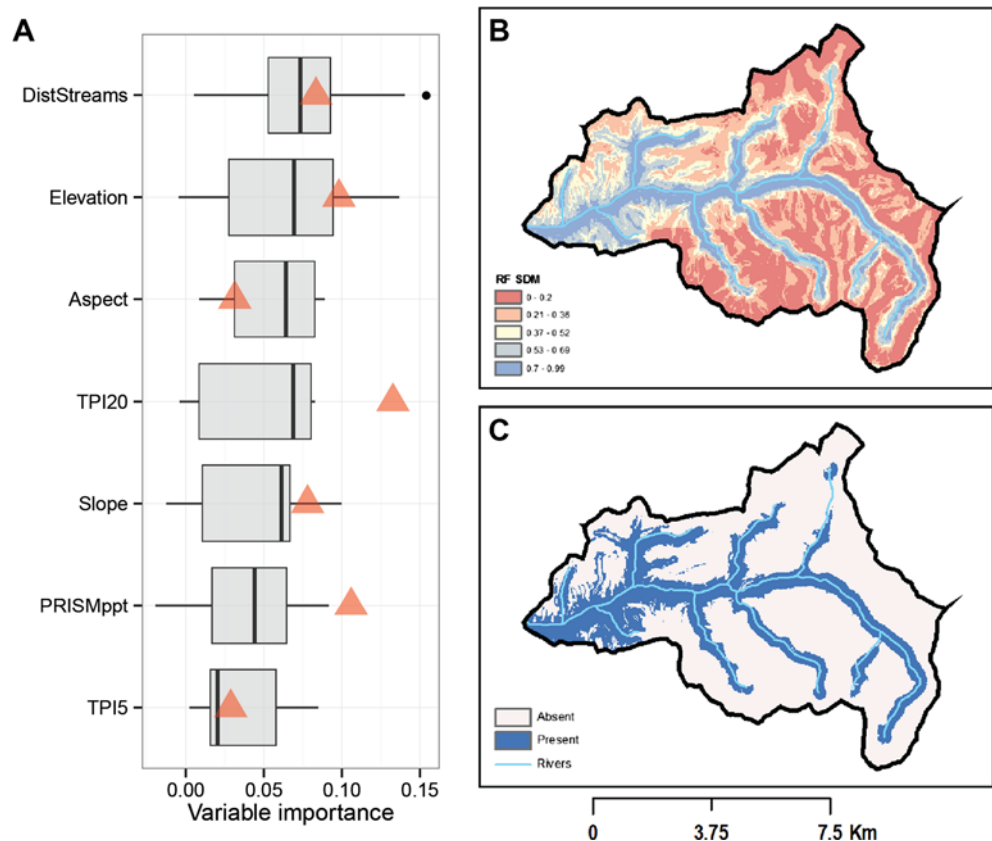 A
DistStreams
Elevation
Aspect
TPI20
Slope
PRISMppt
TPI5
0.00 0.05 0.10 0.15
Variable importance
B
RF SDM
0 - 0.2
0.21 - 0.36
0.37 - 0.52
0.53 - 0.69
0.7 - 0.99
C
Absent
Present
Rivers
0 3.75 7.5 Km